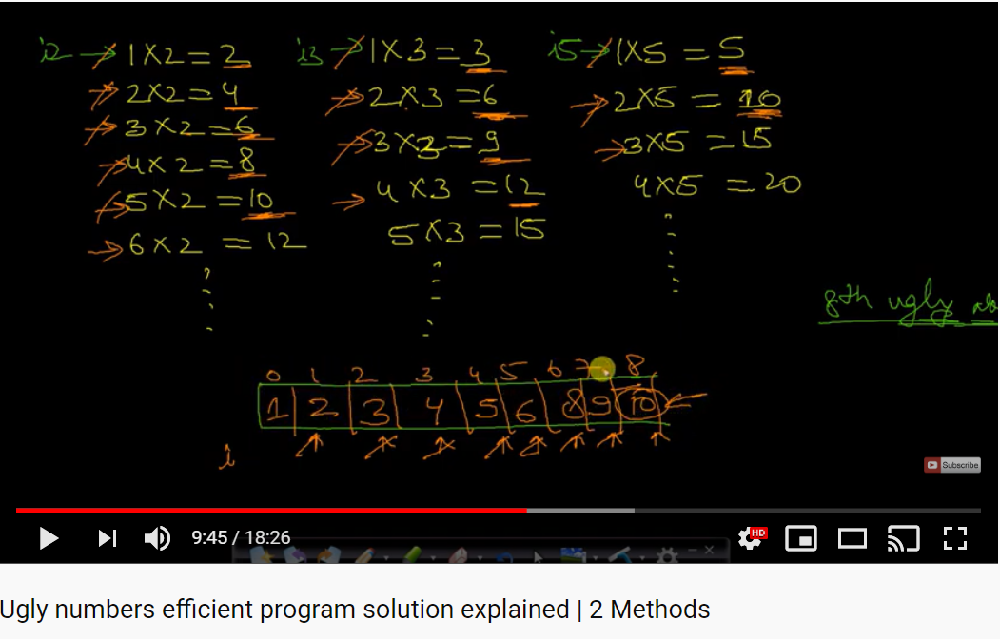 i2 → 1×2 = 2 i3 → 1×3 = 3 i5 → 1×5 = 5
→ 2×2 = 4 → 2×3 = 6 → 2×5 = 10
→ 3×2 = 6 → 3×3 = 9 → 3×5 = 15
→ 4×2 = 8 → 4×3 = 12 4×5 = 20
→ 5×2 = 10 5×3 = 15
→ 6×2 = 12
8th ugly
0 1 2 3 4 5 6 7 8
1 2 3 4 5 6 8 9 10
i
Subscribe
9:45 / 18:26 HD
Ugly numbers efficient program solution explained | 2 Methods